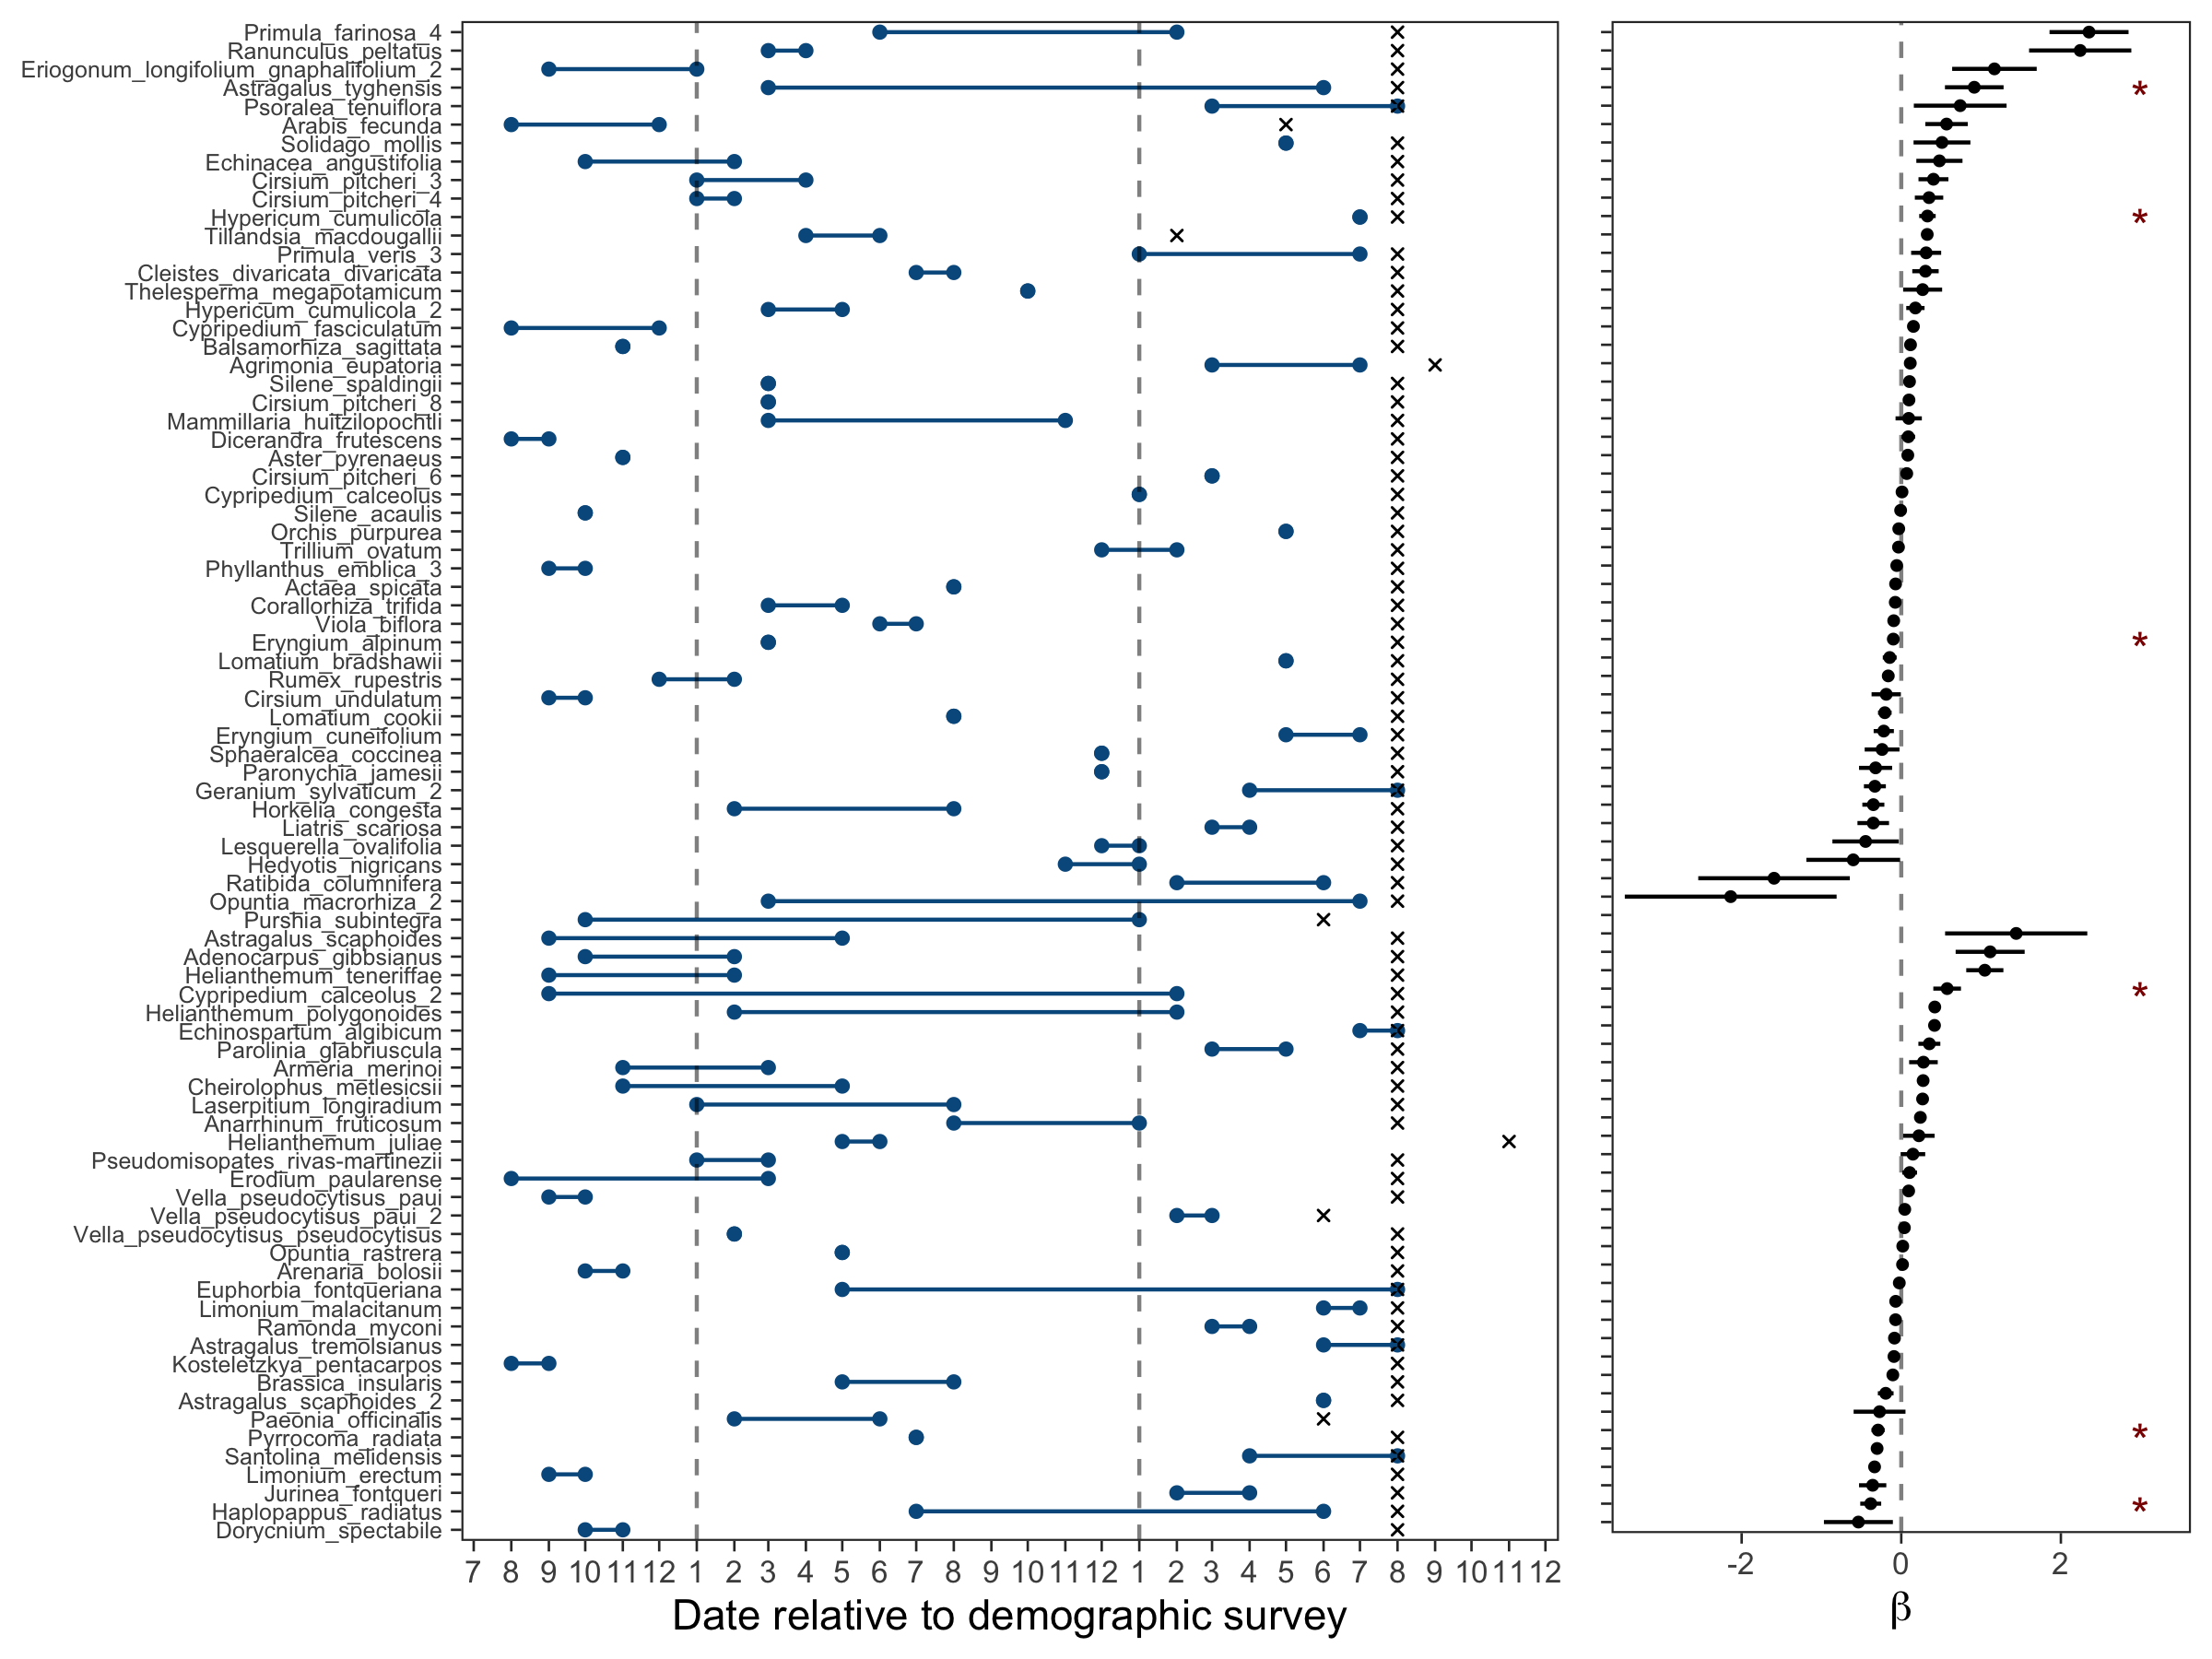 Primula_farinosa_4
Ranunculus_peltatus
Eriogonum_longifolium_gnaphalifolium_2
Astragalus_tyghensis
*
Psoralea_tenuiflora
Arabis_fecunda
Solidago_mollis
Echinacea_angustifolia
Cirsium_pitcheri_3
Cirsium_pitcheri_4
Hypericum_cumulicola
*
Tillandsia_macdougallii
Primula_veris_3
Cleistes_divaricata_divaricata
Thelesperma_megapotamicum
Hypericum_cumulicola_2
Cypripedium_fasciculatum
Balsamorhiza_sagittata
Agrimonia_eupatoria
Silene_spaldingii
Cirsium_pitcheri_8
Mammillaria_huitzilopochtli
Dicerandra_frutescens
Aster_pyrenaeus
Cirsium_pitcheri_6
Cypripedium_calceolus
Silene_acaulis
Orchis_purpurea
Trillium_ovatum
Phyllanthus_emblica_3
Actaea_spicata
Corallorhiza_trifida
Viola_biflora
Eryngium_alpinum
*
Lomatium_bradshawii
Rumex_rupestris
Cirsium_undulatum
Lomatium_cookii
Eryngium_cuneifolium
Sphaeralcea_coccinea
Paronychia_jamesii
Geranium_sylvaticum_2
Horkelia_congesta
Liatris_scariosa
Lesquerella_ovalifolia
Hedyotis_nigricans
Ratibida_columnifera
Opuntia_macrorhiza_2
Purshia_subintegra
Astragalus_scaphoides
Adenocarpus_gibbsianus
Helianthemum_teneriffae
Cypripedium_calceolus_2
*
Helianthemum_polygonoides
Echinospartum_algibicum
Parolinia_glabriuscula
Armeria_merinoi
Cheirolophus_metlesicsii
Laserpitium_longiradium
Anarrhinum_fruticosum
Helianthemum_juliae
Pseudomisopates_rivas-martinezii
Erodium_paularense
Vella_pseudocytisus_paui
Vella_pseudocytisus_paui_2
Vella_pseudocytisus_pseudocytisus
Opuntia_rastrera
Arenaria_bolosii
Euphorbia_fontqueriana
Limonium_malacitanum
Ramonda_myconi
Astragalus_tremolsianus
Kosteletzkya_pentacarpos
Brassica_insularis
Astragalus_scaphoides_2
Paeonia_officinalis
Pyrrocoma_radiata
*
Santolina_melidensis
Limonium_erectum
Jurinea_fontqueri
Haplopappus_radiatus
*
Dorycnium_spectabile
7 8 9 10 11 12 1 2 3 4 5 6 7 8 9 10 11 12 1 2 3 4 5 6 7 8 9 10 11 12
-2 0 2
Date relative to demographic survey
β